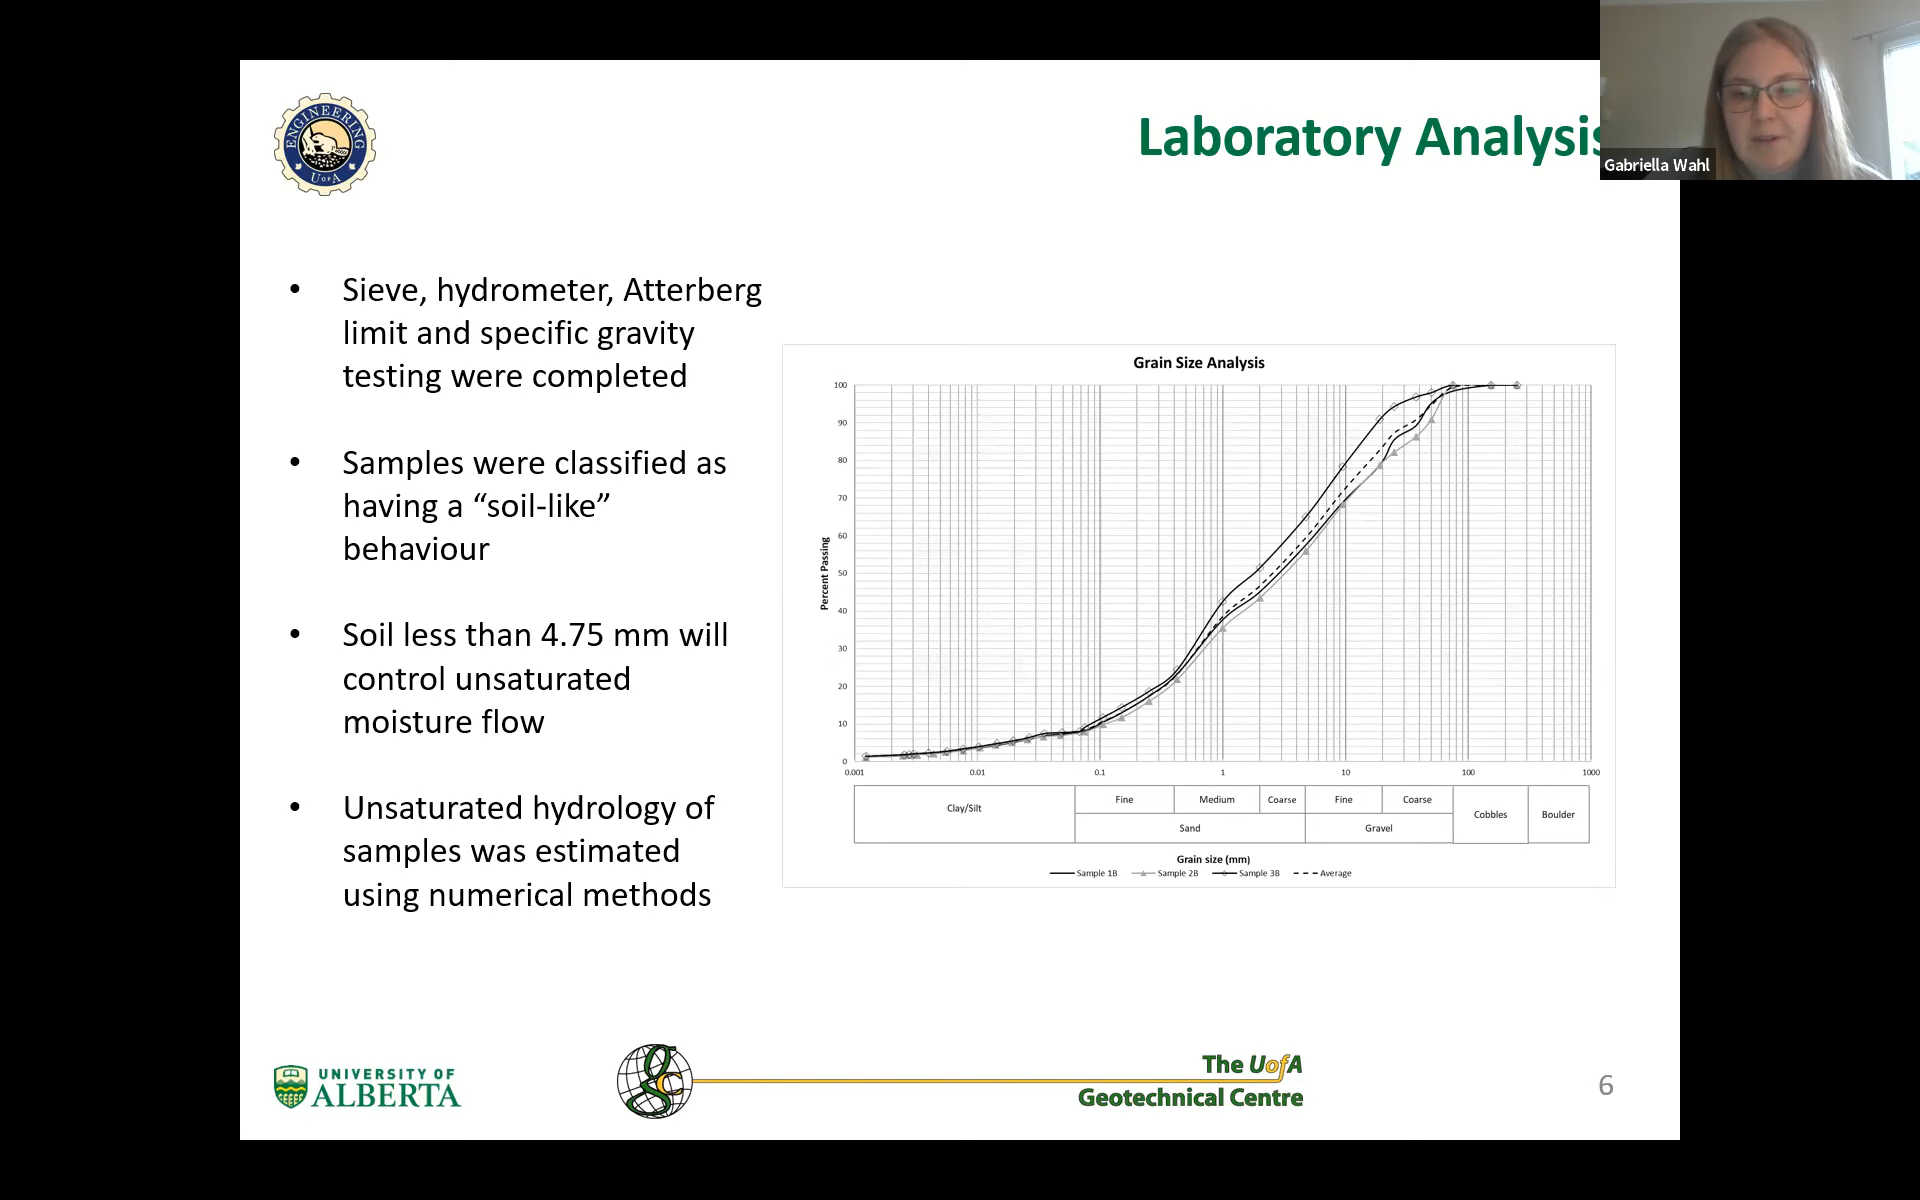 ENGINEERING
U OF A
Laboratory Analysis
Gabriella Wahl
• Sieve, hydrometer, Atterberg
limit and specific gravity
testing were completed
• Samples were classified as
having a “soil-like”
behaviour
• Soil less than 4.75 mm will
control unsaturated
moisture flow
• Unsaturated hydrology of
samples was estimated
using numerical methods
Grain Size Analysis
Percent Passing
100
90
80
70
60
50
40
30
20
10
0
0.001 0.01 0.1 1 10 100 1000
Clay/Silt Fine Medium Coarse Fine Coarse Cobbles Boulder
Sand Gravel
Grain size (mm)
Sample 1B Sample 2B Sample 3B Average
UNIVERSITY OF
ALBERTA
gc
The UofA
Geotechnical Centre
6